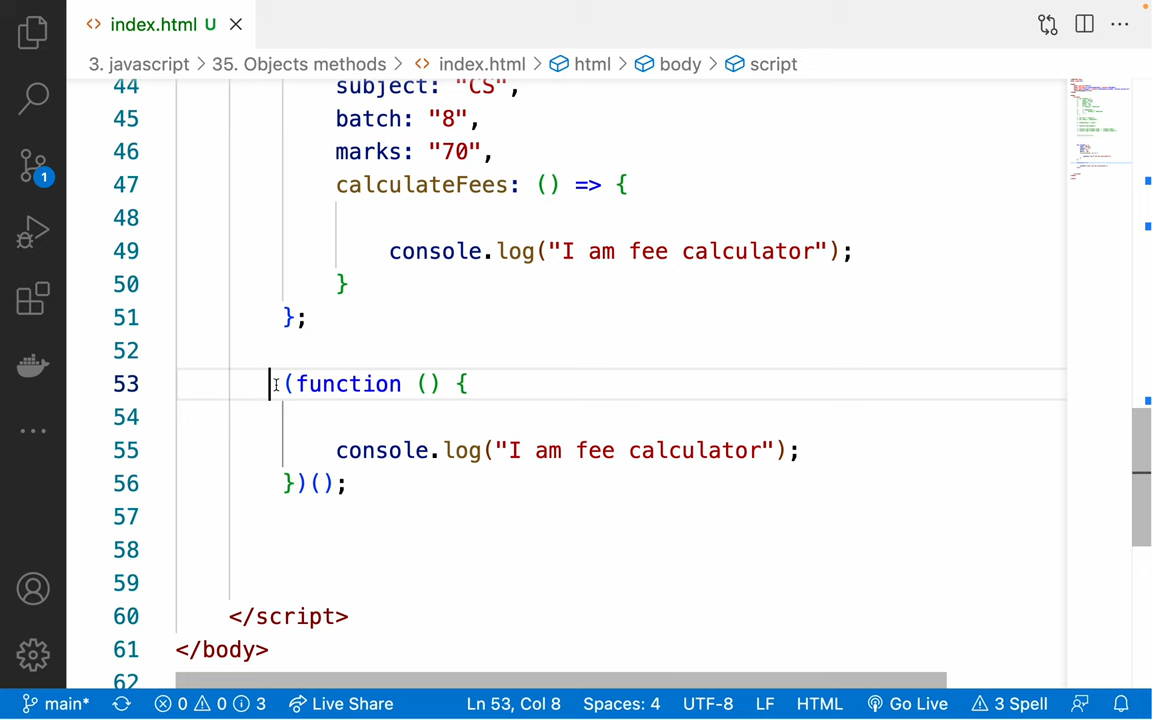 index.html U
3. javascript > 35. Objects methods > index.html > html > body > script
44 subject: "CS",
45 batch: "8",
46 marks: "70",
47 calculateFees: () => {
48
49 console.log("I am fee calculator");
50 }
51 };
52
53 (function () {
54
55 console.log("I am fee calculator");
56 })();
57
58
59
60 </script>
61 </body>
62
1
main* 0 0 3 Live Share Ln 53, Col 8 Spaces: 4 UTF-8 LF HTML Go Live 3 Spell